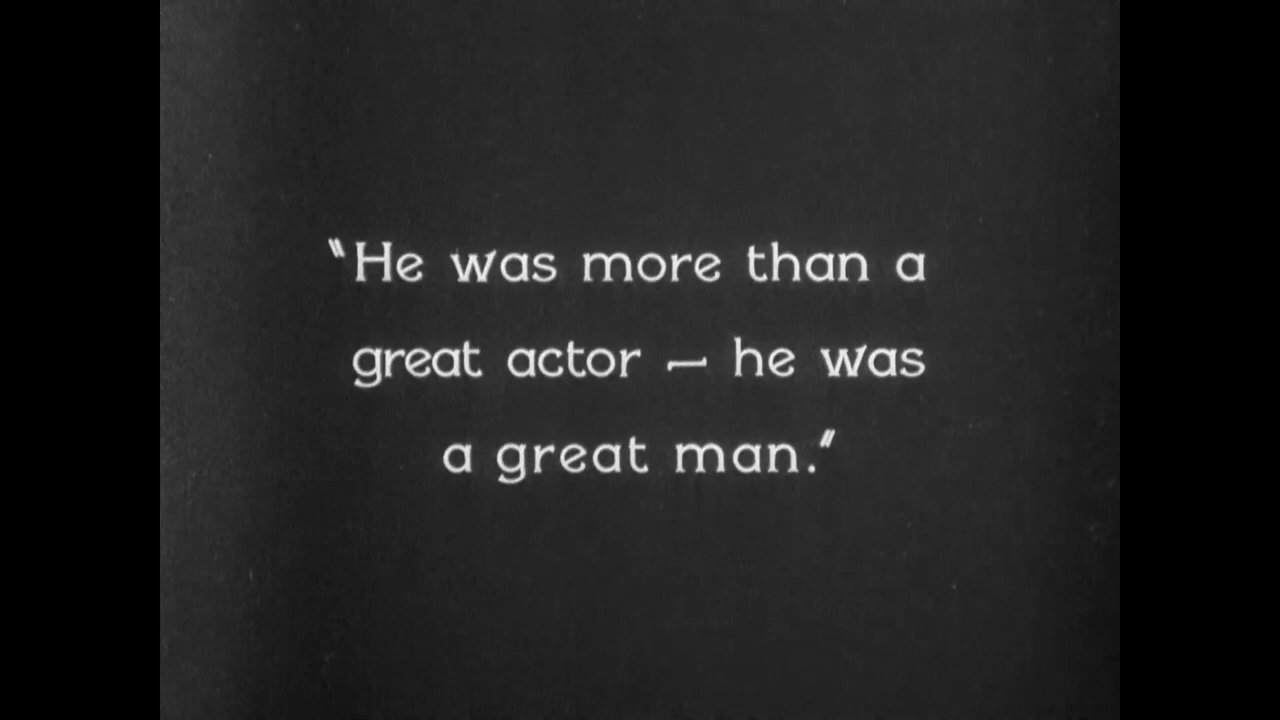 "He was more than a
great actor — he was
a great man."